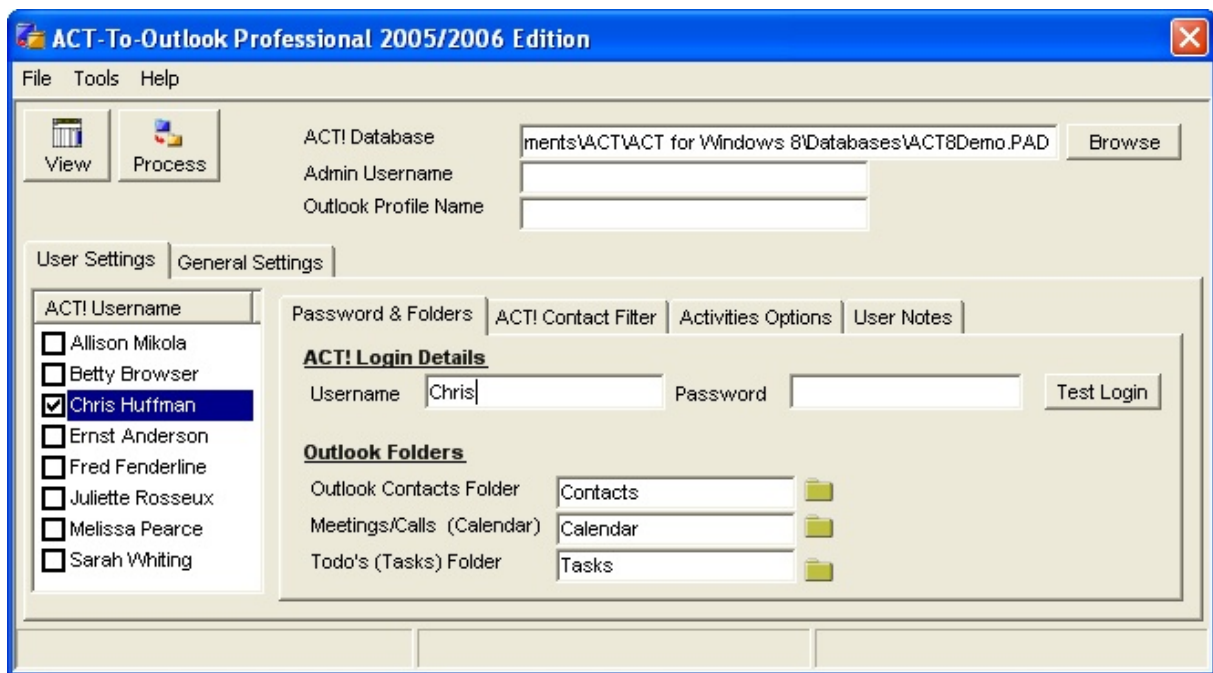 ACT-To-Outlook Professional 2005/2006 Edition
File Tools Help
View
Process
ACT! Database
ments\ACT\ACT for Windows 8\Databases\ACT8Demo.PAD
Browse
Admin Username
Outlook Profile Name
User Settings
General Settings
ACT! Username
Allison Mikola
Betty Browser
Chris Huffman
Ernst Anderson
Fred Fenderline
Juliette Rosseux
Melissa Pearce
Sarah Whiting
Password & Folders
ACT! Contact Filter
Activities Options
User Notes
ACT! Login Details
Username
Chris
Password
Test Login
Outlook Folders
Outlook Contacts Folder
Contacts
Meetings/Calls (Calendar)
Calendar
Todo's (Tasks) Folder
Tasks